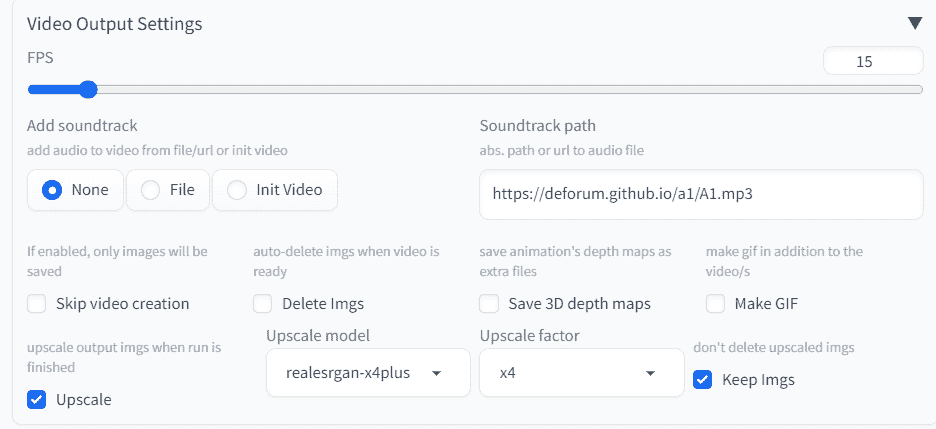 Video Output Settings
FPS
15
Add soundtrack
add audio to video from file/url or init video
None
File
Init Video
Soundtrack path
abs. path or url to audio file
https://deforum.github.io/a1/A1.mp3
If enabled, only images will be
saved
Skip video creation
auto-delete imgs when video is
ready
Delete Imgs
save animation's depth maps as
extra files
Save 3D depth maps
make gif in addition to the
video/s
Make GIF
upscale output imgs when run is
finished
Upscale
Upscale model
realesrgan-x4plus
Upscale factor
x4
don't delete upscaled imgs
Keep Imgs